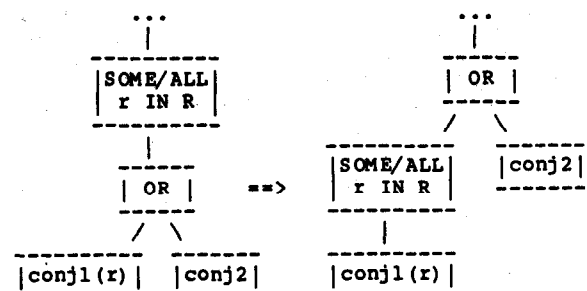 ... ...
SOME/ALL
r IN R
OR
SOME/ALL
r IN R
conj2
OR ==>
conj1(r) conj2 conj1(r)